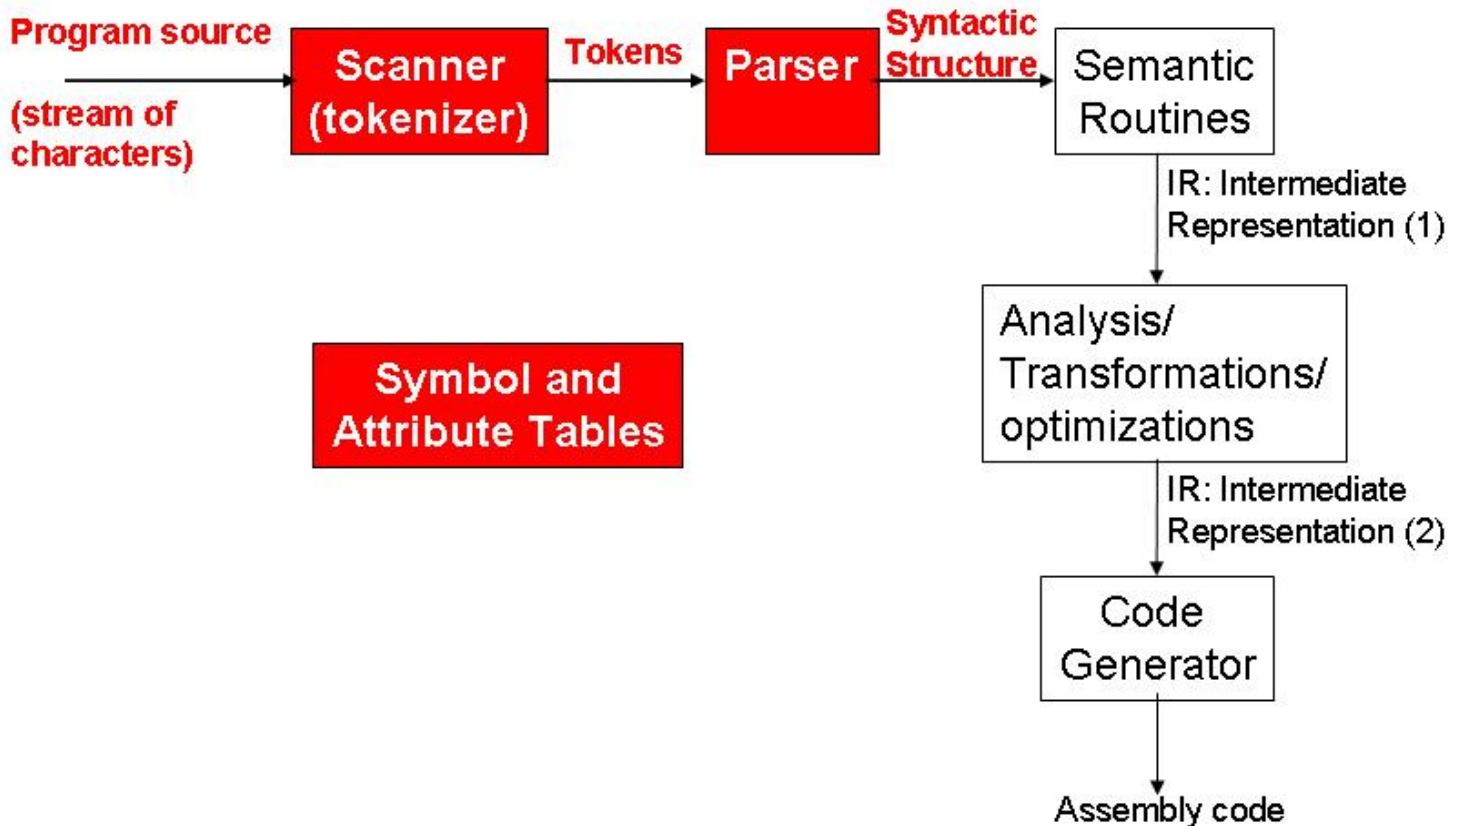 Program source
(stream of
characters)
Scanner
(tokenizer)
Tokens
Parser
Syntactic
Structure
Semantic
Routines
IR: Intermediate
Representation (1)
Analysis/
Transformations/
optimizations
Symbol and
Attribute Tables
IR: Intermediate
Representation (2)
Code
Generator
Assembly code